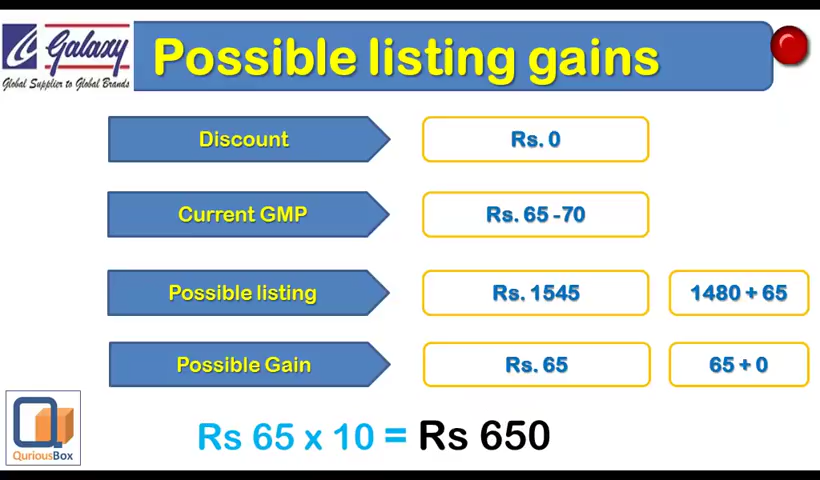 Galaxy
Global Supplier to Global Brands
Possible listing gains
Discount
Rs. 0
Current GMP
Rs. 65 -70
Possible listing
Rs. 1545
1480 + 65
Possible Gain
Rs. 65
65 + 0
Rs 65 x 10 = Rs 650
QuriousBox